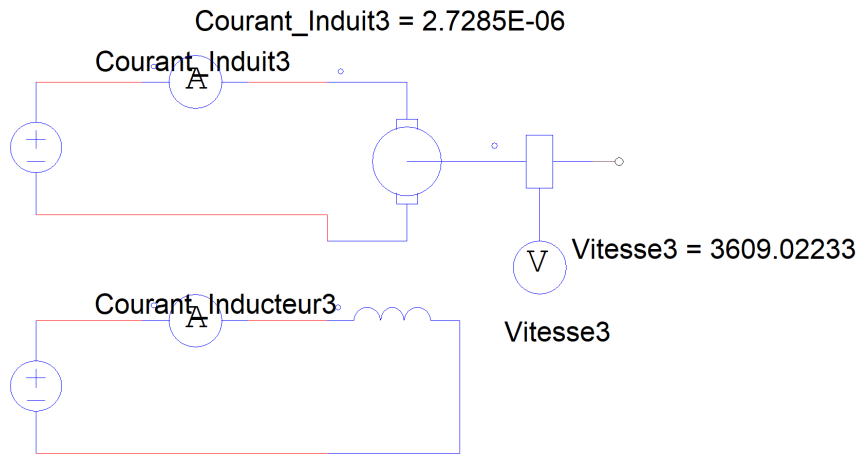 Courant_Induit3 = 2.7285E-06
Courant_Induit3
A
V
Vitesse3 = 3609.02233
Courant_Inducteur3
A
Vitesse3